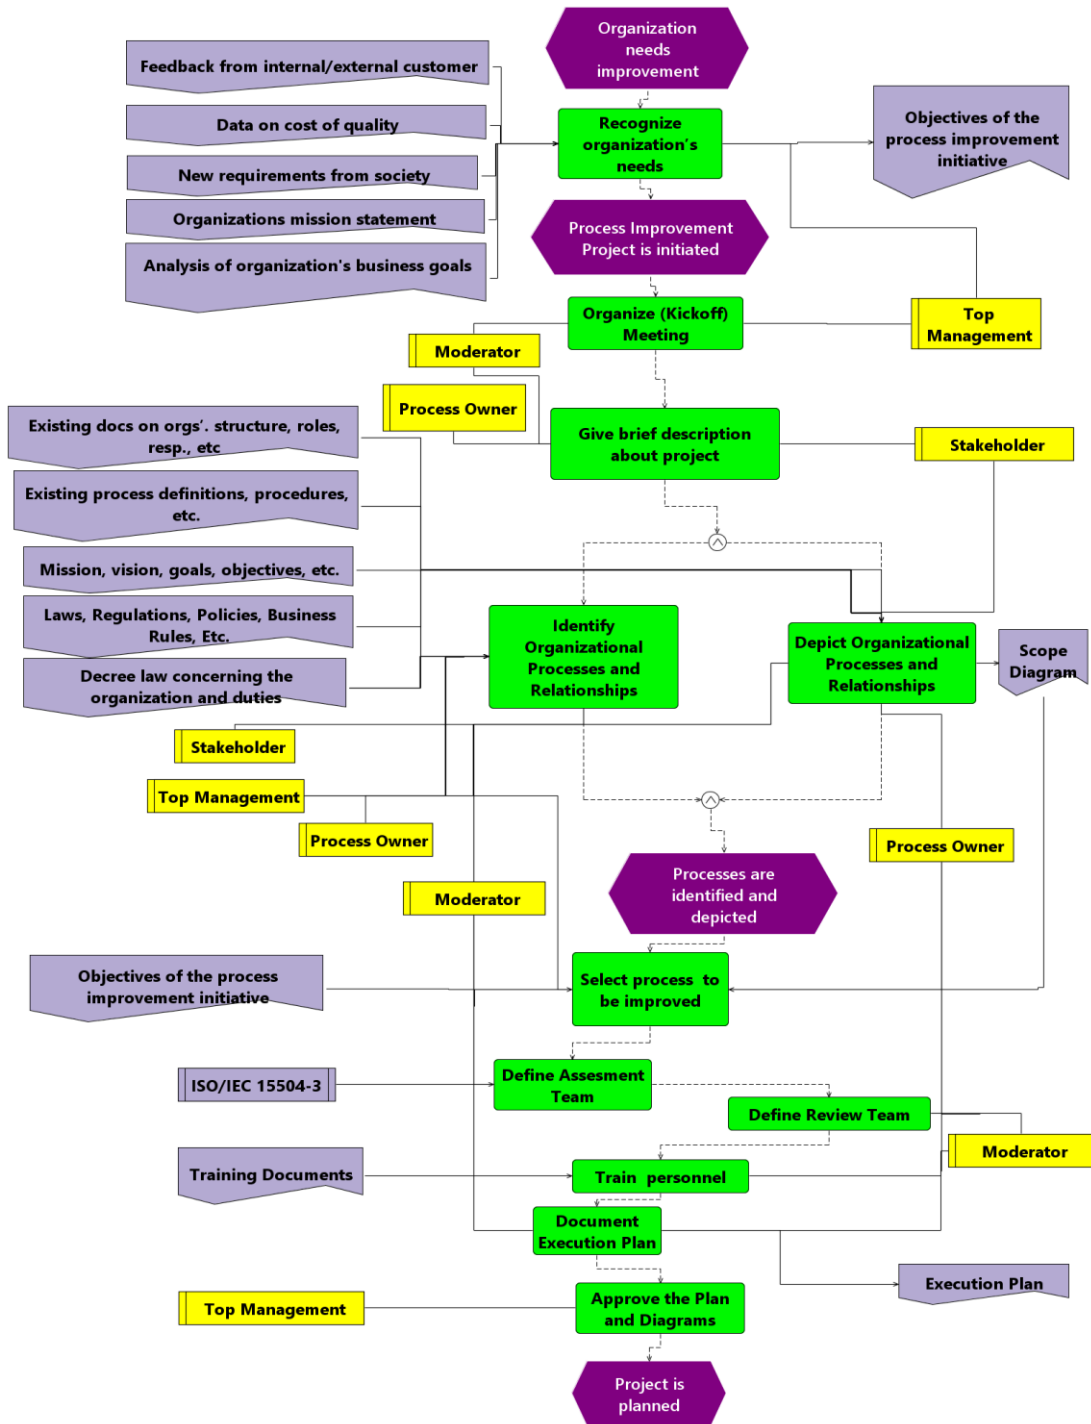 Organization
needs
improvement
Feedback from internal/external customer
Data on cost of quality
New requirements from society
Organizations mission statement
Analysis of organization's business goals
Recognize
organization's
needs
Objectives of the
process improvement
initiative
Process Improvement
Project is initiated
Organize (Kickoff)
Meeting
Top
Management
Moderator
Process Owner
Give brief description
about project
Stakeholder
Existing docs on orgs'. structure, roles,
resp., etc
Existing process definitions, procedures,
etc.
Mission, vision, goals, objectives, etc.
Laws, Regulations, Policies, Business
Rules, Etc.
Decree law concerning the
organization and duties
Identify
Organizational
Processes and
Relationships
Depict Organizational
Processes and
Relationships
Scope
Diagram
Stakeholder
Top Management
Process Owner
Moderator
Process Owner
Processes are
identified and
depicted
Objectives of the process
improvement initiative
Select process to
be improved
ISO/IEC 15504-3
Define Assesment
Team
Define Review Team
Moderator
Training Documents
Train personnel
Document
Execution Plan
Execution Plan
Top Management
Approve the Plan
and Diagrams
Project is
planned